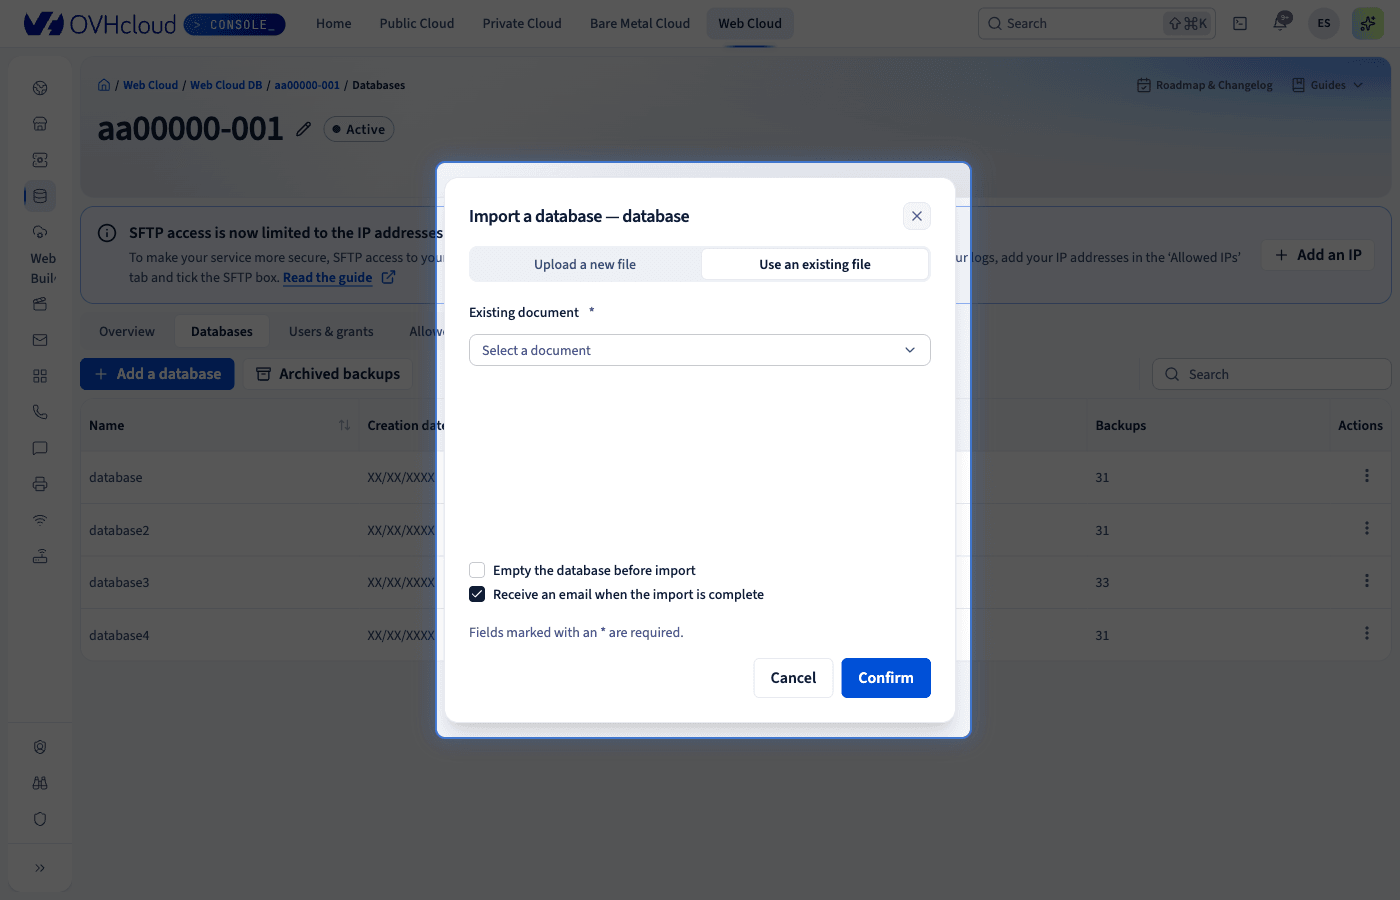 OVHcloud > CONSOLE_
Home Public Cloud Private Cloud Bare Metal Cloud Web Cloud
Search ⇧⌘K 9+ ES
/ Web Cloud / Web Cloud DB / aa00000-001 / Databases
Roadmap & Changelog Guides
aa00000-001 Active
SFTP access is now limited to the IP addresses
To make your service more secure, SFTP access to your
ur logs, add your IP addresses in the 'Allowed IPs'
tab and tick the SFTP box. Read the guide
+ Add an IP
Web
Overview Databases Users & grants
+ Add a database Archived backups
Search
Name Creation date Backups Actions
database XX/XX/XXXX 31
database2 XX/XX/XXXX 31
database3 XX/XX/XXXX 33
database4 XX/XX/XXXX 31
Import a database — database
Upload a new file Use an existing file
Existing document *
Select a document
Empty the database before import
Receive an email when the import is complete
Fields marked with an * are required.
Cancel Confirm